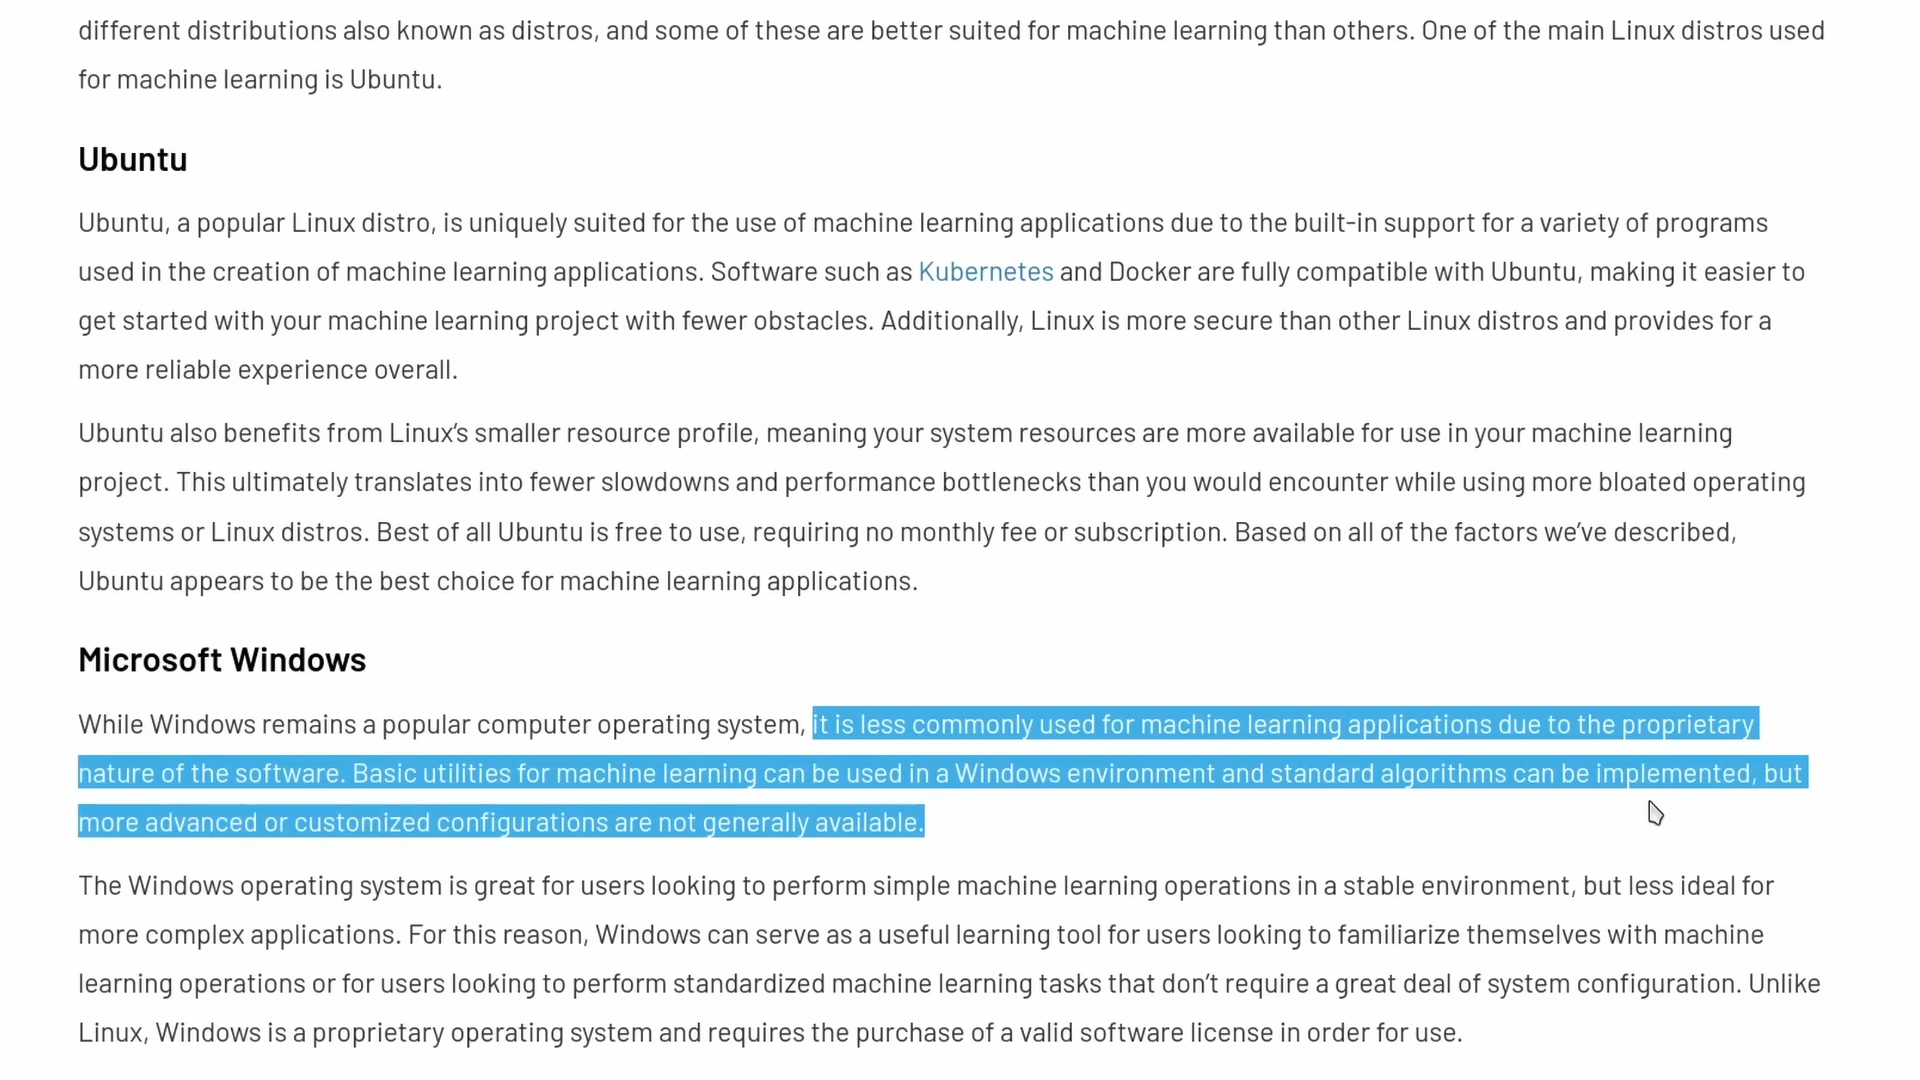 different distributions also known as distros, and some of these are better suited for machine learning than others. One of the main Linux distros used
for machine learning is Ubuntu.
Ubuntu
Ubuntu, a popular Linux distro, is uniquely suited for the use of machine learning applications due to the built-in support for a variety of programs
used in the creation of machine learning applications. Software such as Kubernetes and Docker are fully compatible with Ubuntu, making it easier to
get started with your machine learning project with fewer obstacles. Additionally, Linux is more secure than other Linux distros and provides for a
more reliable experience overall.
Ubuntu also benefits from Linux’s smaller resource profile, meaning your system resources are more available for use in your machine learning
project. This ultimately translates into fewer slowdowns and performance bottlenecks than you would encounter while using more bloated operating
systems or Linux distros. Best of all Ubuntu is free to use, requiring no monthly fee or subscription. Based on all of the factors we’ve described,
Ubuntu appears to be the best choice for machine learning applications.
Microsoft Windows
While Windows remains a popular computer operating system, it is less commonly used for machine learning applications due to the proprietary
nature of the software. Basic utilities for machine learning can be used in a Windows environment and standard algorithms can be implemented, but
more advanced or customized configurations are not generally available.
The Windows operating system is great for users looking to perform simple machine learning operations in a stable environment, but less ideal for
more complex applications. For this reason, Windows can serve as a useful learning tool for users looking to familiarize themselves with machine
learning operations or for users looking to perform standardized machine learning tasks that don’t require a great deal of system configuration. Unlike
Linux, Windows is a proprietary operating system and requires the purchase of a valid software license in order for use.